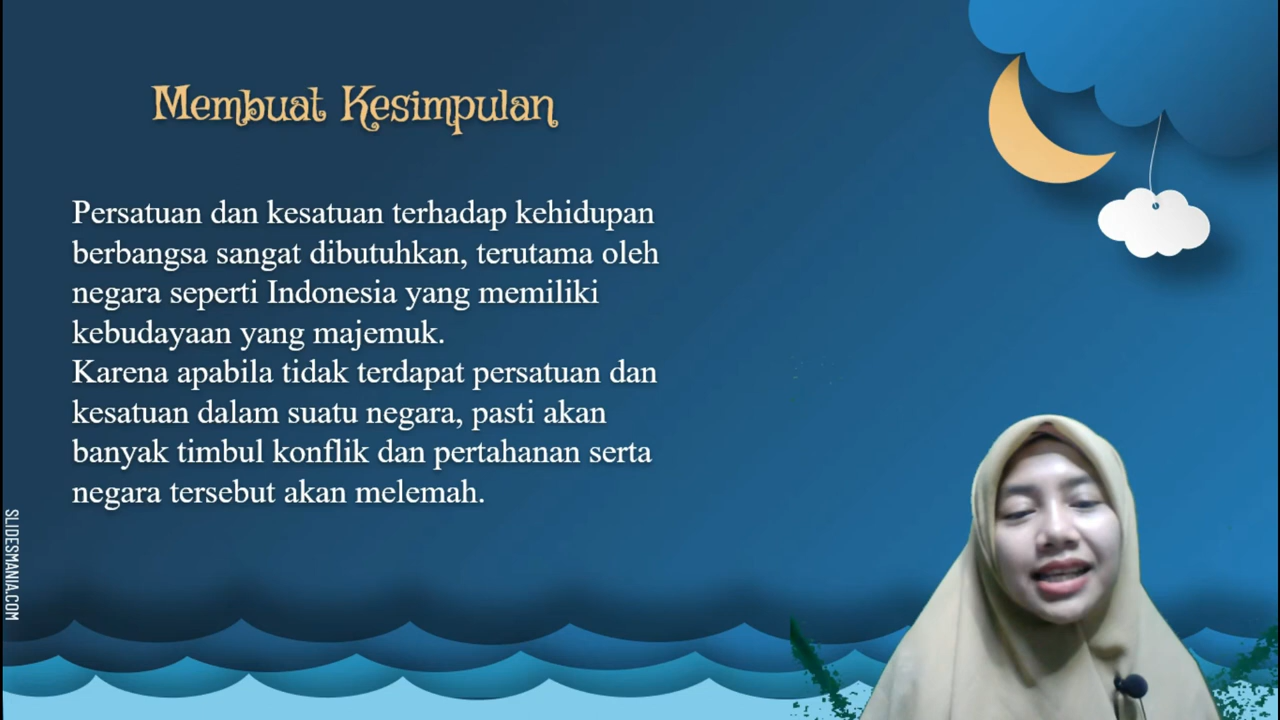 Membuat Kesimpulan
Persatuan dan kesatuan terhadap kehidupan
berbangsa sangat dibutuhkan, terutama oleh
negara seperti Indonesia yang memiliki
kebudayaan yang majemuk.
Karena apabila tidak terdapat persatuan dan
kesatuan dalam suatu negara, pasti akan
banyak timbul konflik dan pertahanan serta
negara tersebut akan melemah.
SLIDESMANIA.COM